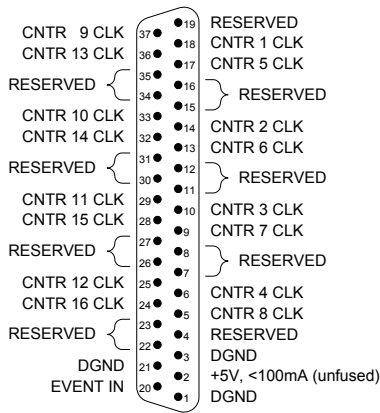 CNTR 9 CLK 37 19 RESERVED
CNTR 13 CLK 36 18 CNTR 1 CLK
RESERVED 35 17 CNTR 5 CLK
34 16 RESERVED
CNTR 10 CLK 33 15
CNTR 14 CLK 32 14 CNTR 2 CLK
RESERVED 31 13 CNTR 6 CLK
30 12 RESERVED
CNTR 11 CLK 29 11
CNTR 15 CLK 28 10 CNTR 3 CLK
RESERVED 27 9 CNTR 7 CLK
26 8 RESERVED
CNTR 12 CLK 25 7
CNTR 16 CLK 24 6 CNTR 4 CLK
RESERVED 23 5 CNTR 8 CLK
22 4 RESERVED
DGND 21 3 DGND
EVENT IN 20 2 +5V, <100mA (unfused)
1 DGND